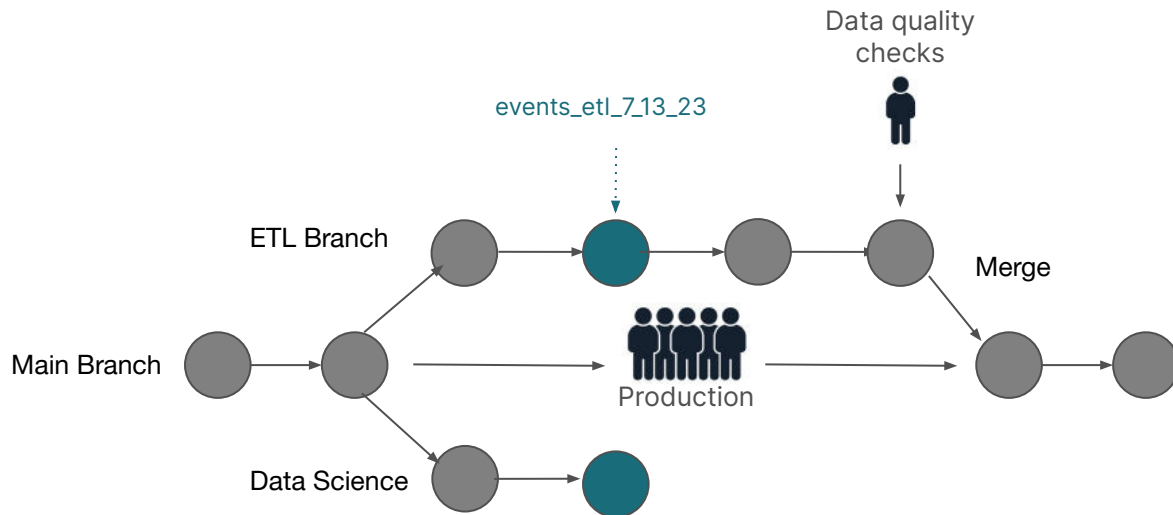 Data quality
checks
events_etl_7_13_23
ETL Branch
Merge
Main Branch
Production
Data Science